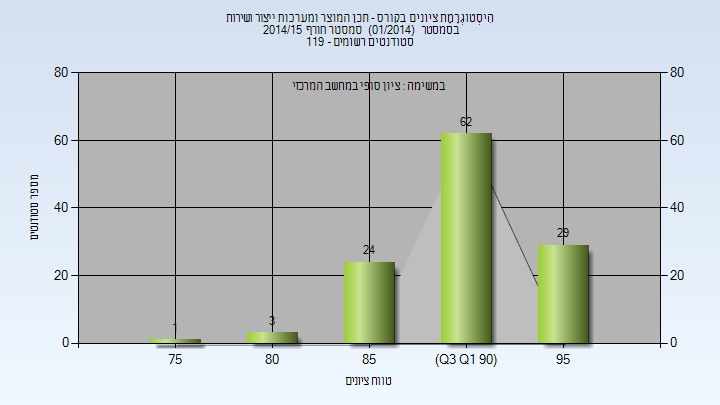 היסטוגרמת ציונים בקורס - תכן המוצר ומערכות ייצור ושירות
בסמסטר (01/2014) סמסטר חורף 2014/15
סטודנטים רשומים - 119
במשימה : ציון סופי במחשב המרכזי
80 80
60 60
40 40
20 20
0 0
מספר סטודנטים
1 3 24 62 29
75 80 85 (Q3 Q1 90) 95
טווח ציונים